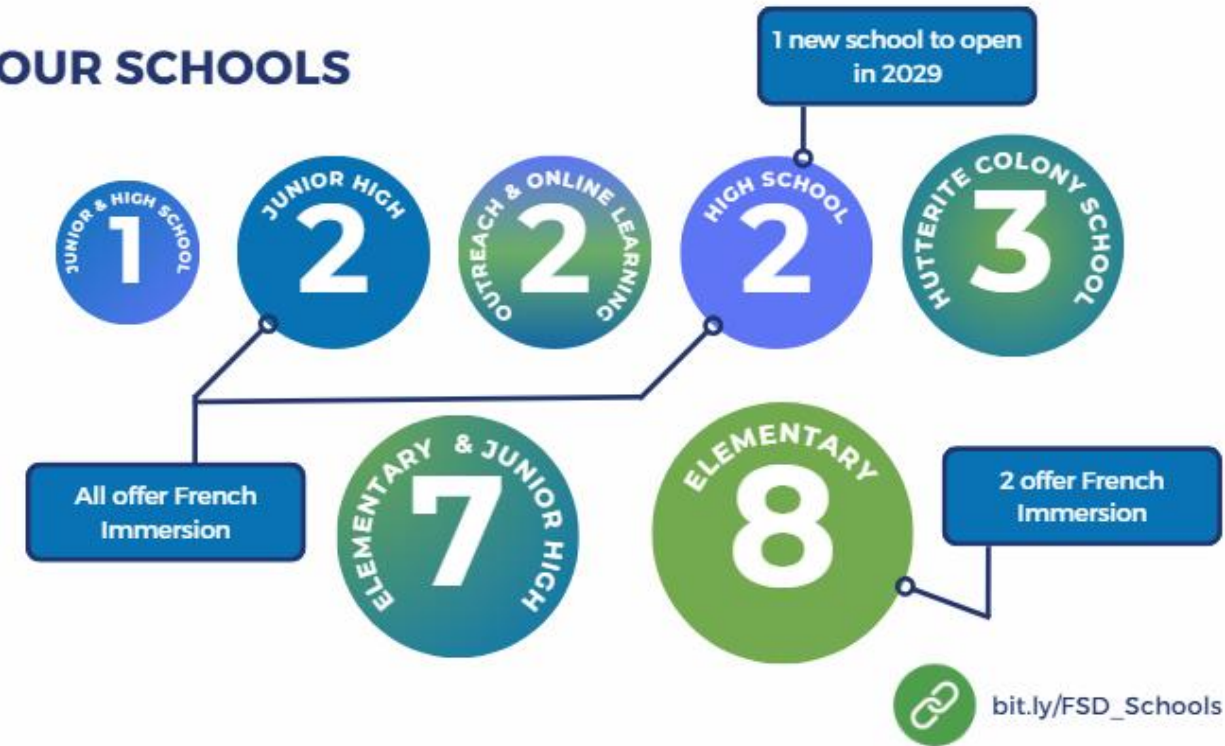 OUR SCHOOLS
1 new school to open
in 2029
JUNIOR & HIGH SCHOOL
1
JUNIOR HIGH
2
OUTREACH & ONLINE LEARNING
2
HIGH SCHOOL
2
HUTTERITE COLONY SCHOOL
3
All offer French
Immersion
ELEMENTARY & JUNIOR HIGH
7
ELEMENTARY
8
2 offer French
Immersion
bit.ly/FSD_Schools